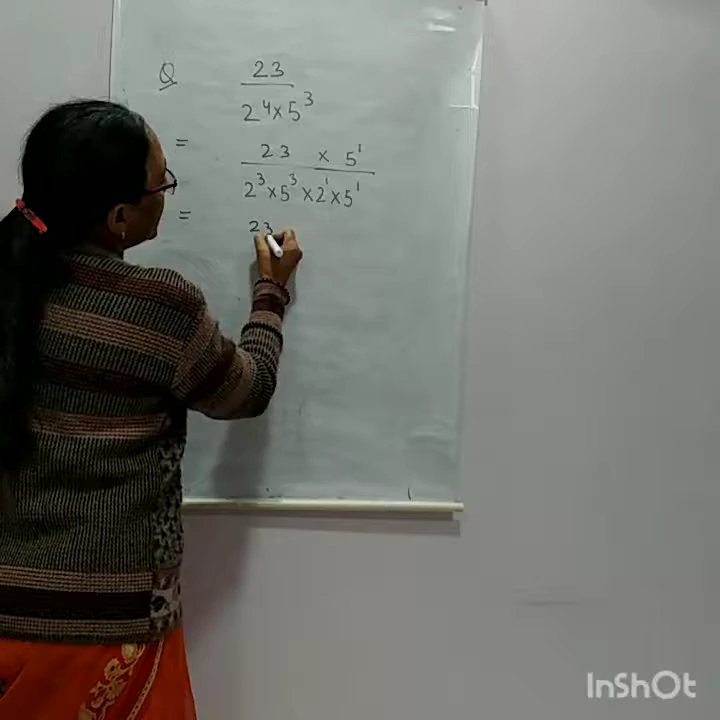 Q 23 / 2⁴ x 5³
= 23 x 5¹ / 2³ x 5³ x 2¹ x 5¹
= 23
InShOt